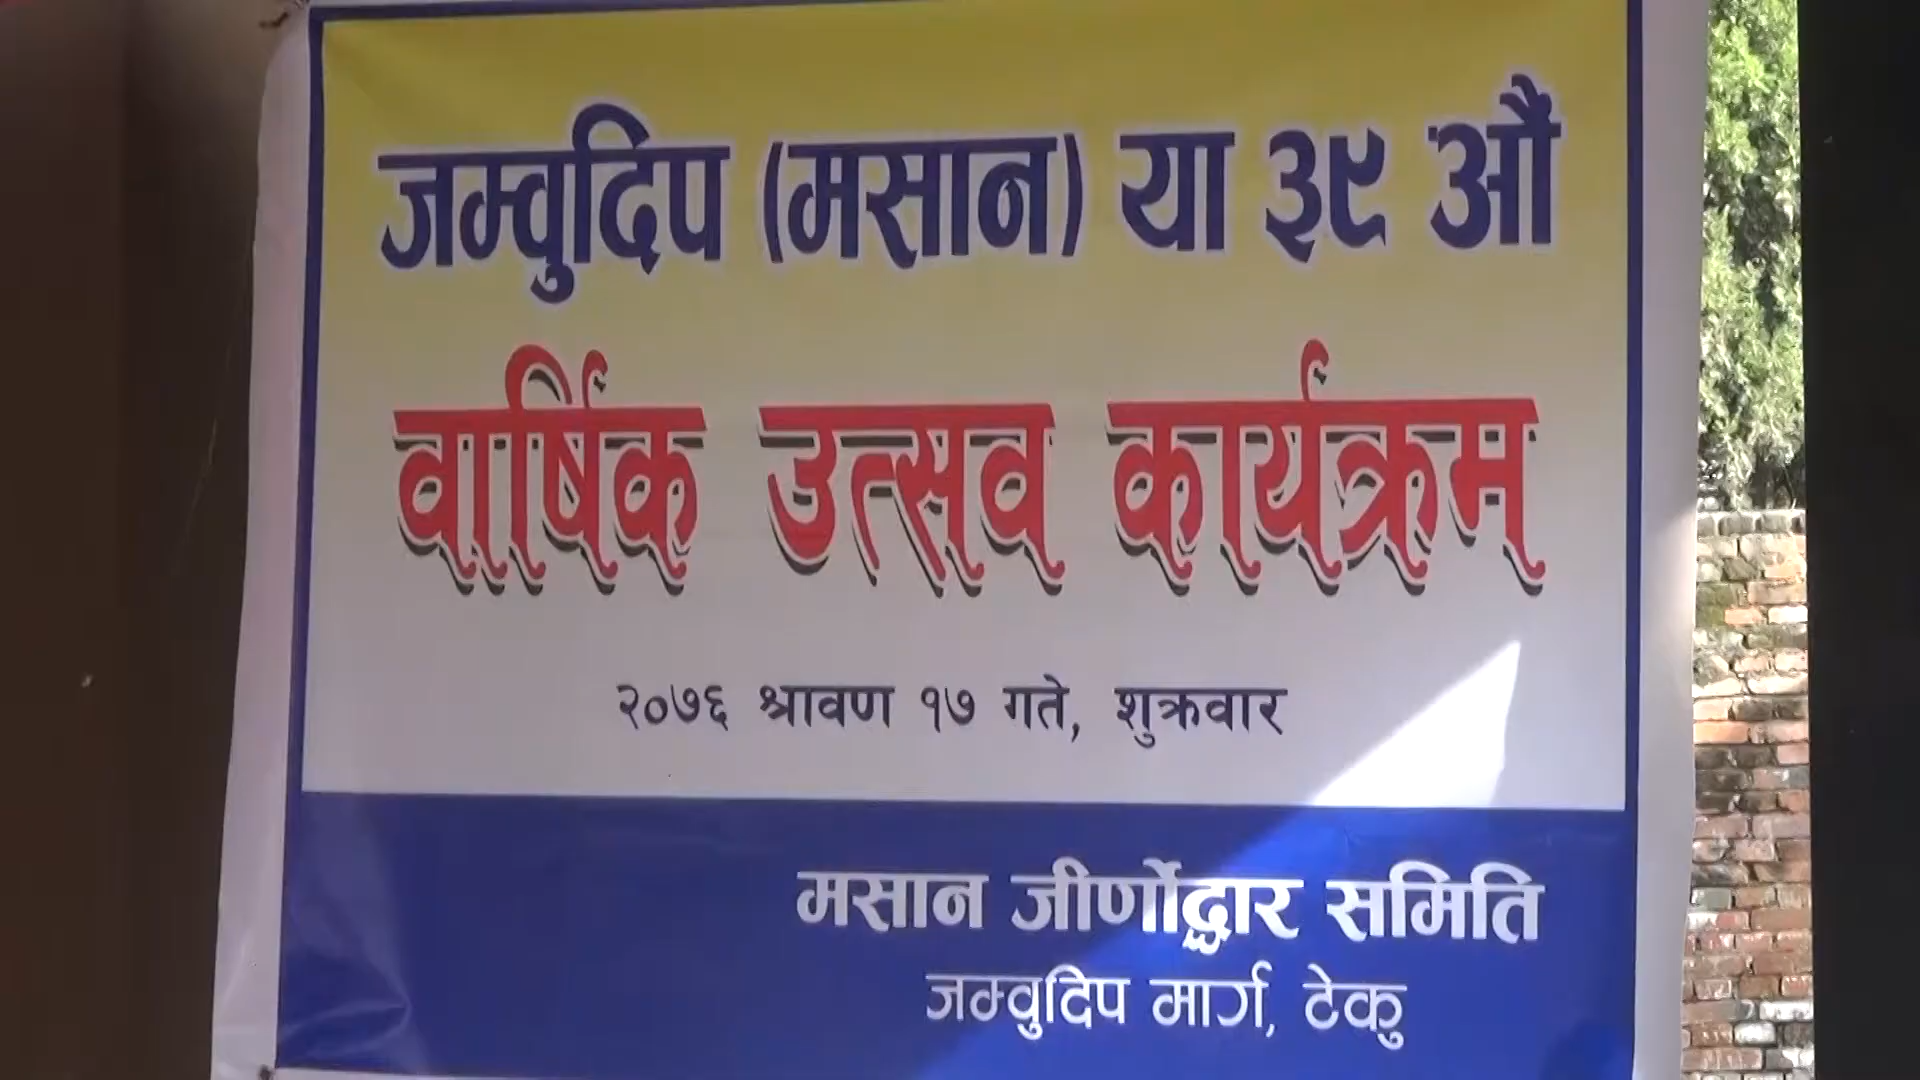 जम्वुदिप (मसान) या ३९ औं
वार्षिक उत्सव कार्यक्रम
२०७६ श्रावण १७ गते, शुक्रवार
मसान जीर्णोद्धार समिति
जम्वुदिप मार्ग, टेकु